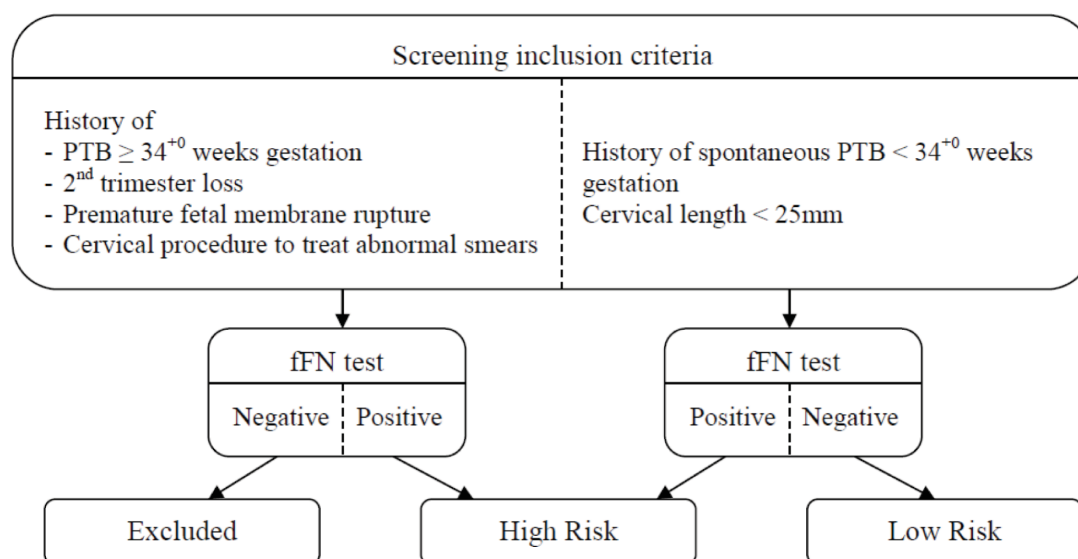 Screening inclusion criteria
History of
- PTB ≥ 34⁺⁰ weeks gestation
- 2ⁿᵈ trimester loss
- Premature fetal membrane rupture
- Cervical procedure to treat abnormal smears
History of spontaneous PTB < 34⁺⁰ weeks
gestation
Cervical length < 25mm
fFN test
Negative Positive
fFN test
Positive Negative
Excluded
High Risk
Low Risk